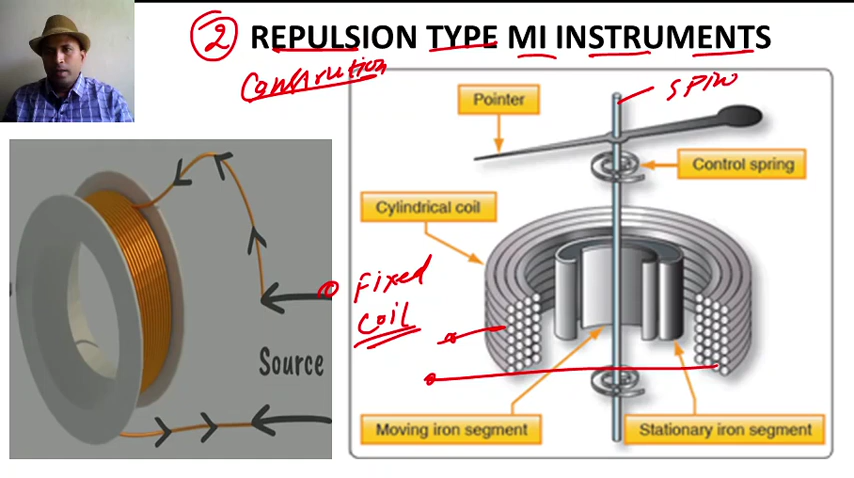 2 REPULSION TYPE MI INSTRUMENTS
Construction
Pointer
Control spring
Cylindrical coil
Fixed
coil
Source
Moving iron segment
Stationary iron segment